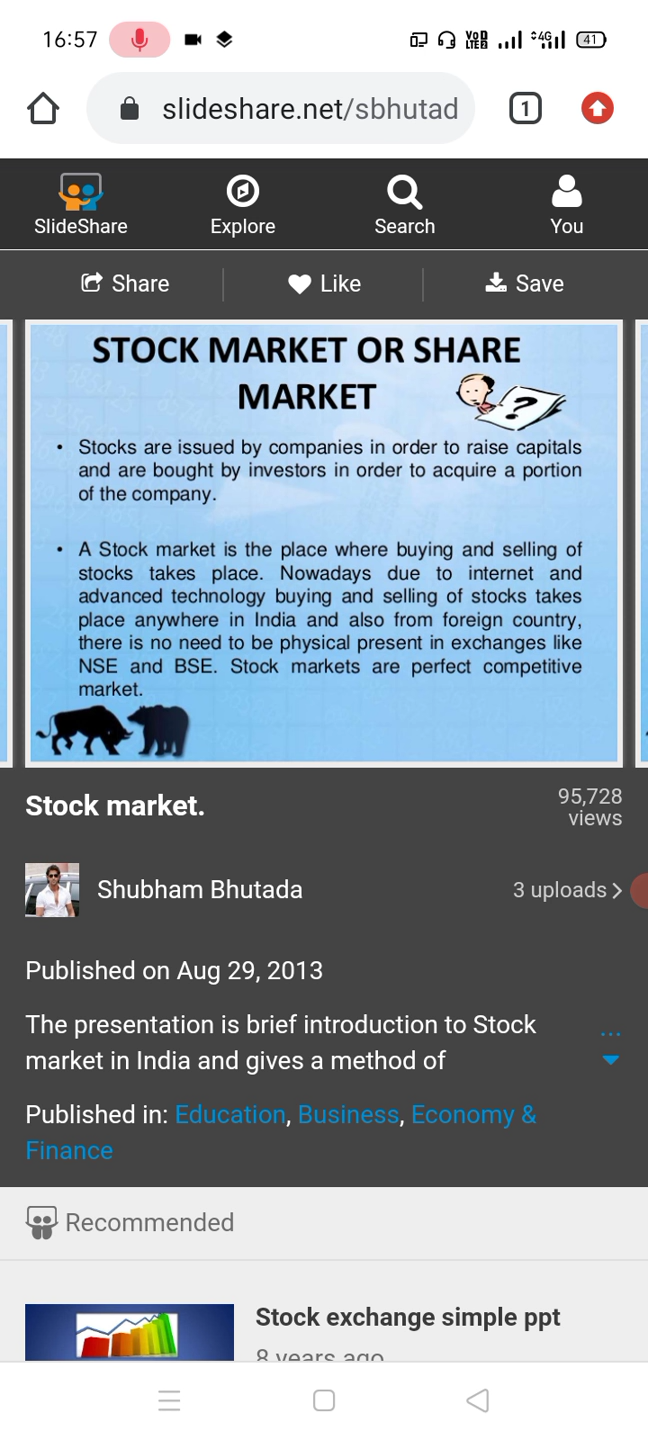 16:57
VoD LTE2
4G
41
slideshare.net/sbhutad
1
SlideShare
Explore
Search
You
Share
Like
Save
STOCK MARKET OR SHARE
MARKET
?
• Stocks are issued by companies in order to raise capitals
and are bought by investors in order to acquire a portion
of the company.
• A Stock market is the place where buying and selling of
stocks takes place. Nowadays due to internet and
advanced technology buying and selling of stocks takes
place anywhere in India and also from foreign country,
there is no need to be physical present in exchanges like
NSE and BSE. Stock markets are perfect competitive
market.
Stock market.
95,728
views
Shubham Bhutada
3 uploads
Published on Aug 29, 2013
The presentation is brief introduction to Stock
market in India and gives a method of
...
Published in: Education, Business, Economy &
Finance
Recommended
Stock exchange simple ppt
8 years ago